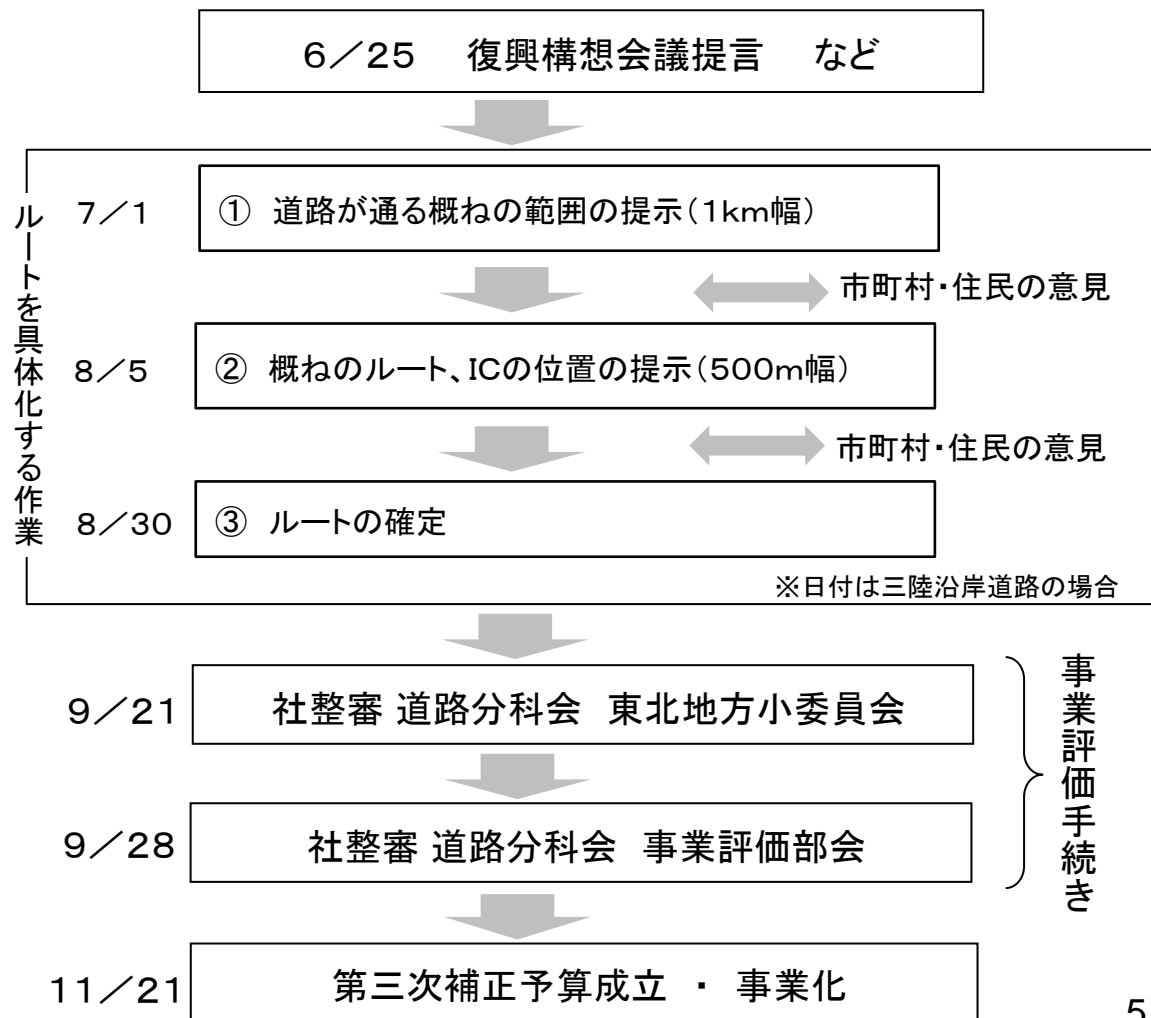 6/25 復興構想会議提言 など
ルートを具体化する作業
7/1 ① 道路が通る概ねの範囲の提示(1km幅)
市町村・住民の意見
8/5 ② 概ねのルート、ICの位置の提示(500m幅)
市町村・住民の意見
8/30 ③ ルートの確定
※日付は三陸沿岸道路の場合
9/21 社整審 道路分科会 東北地方小委員会
事業評価手続き
9/28 社整審 道路分科会 事業評価部会
11/21 第三次補正予算成立 ・ 事業化
5